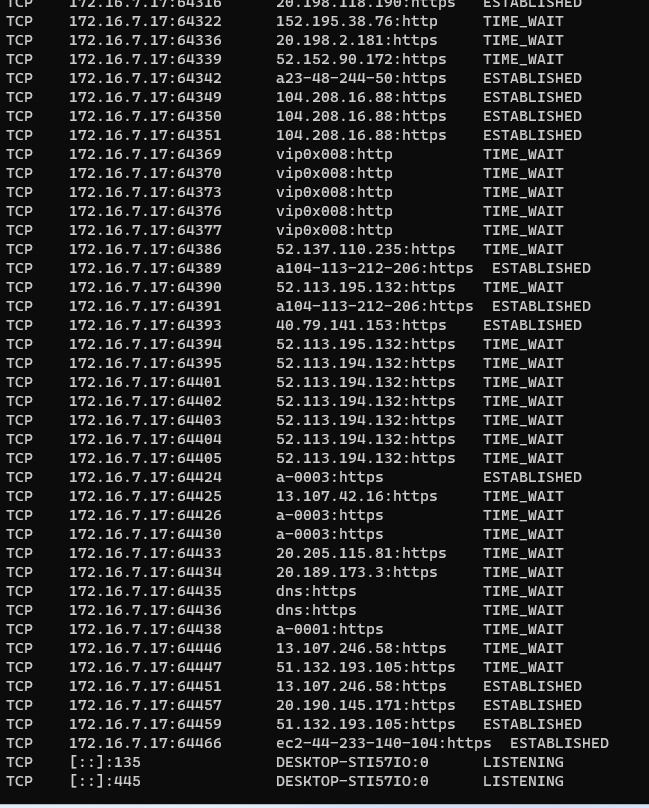 TCP    172.16.7.17:64316      20.198.118.190:https   ESTABLISHED
TCP    172.16.7.17:64322      152.195.38.76:http     TIME_WAIT
TCP    172.16.7.17:64336      20.198.2.181:https     TIME_WAIT
TCP    172.16.7.17:64339      52.152.90.172:https    TIME_WAIT
TCP    172.16.7.17:64342      a23-48-244-50:https    ESTABLISHED
TCP    172.16.7.17:64349      104.208.16.88:https    ESTABLISHED
TCP    172.16.7.17:64350      104.208.16.88:https    ESTABLISHED
TCP    172.16.7.17:64351      104.208.16.88:https    ESTABLISHED
TCP    172.16.7.17:64369      vip0x008:http          TIME_WAIT
TCP    172.16.7.17:64370      vip0x008:http          TIME_WAIT
TCP    172.16.7.17:64373      vip0x008:http          TIME_WAIT
TCP    172.16.7.17:64376      vip0x008:http          TIME_WAIT
TCP    172.16.7.17:64377      vip0x008:http          TIME_WAIT
TCP    172.16.7.17:64386      52.137.110.235:https   TIME_WAIT
TCP    172.16.7.17:64389      a104-113-212-206:https  ESTABLISHED
TCP    172.16.7.17:64390      52.113.195.132:https   TIME_WAIT
TCP    172.16.7.17:64391      a104-113-212-206:https  ESTABLISHED
TCP    172.16.7.17:64393      40.79.141.153:https    ESTABLISHED
TCP    172.16.7.17:64394      52.113.195.132:https   TIME_WAIT
TCP    172.16.7.17:64395      52.113.194.132:https   TIME_WAIT
TCP    172.16.7.17:64401      52.113.194.132:https   TIME_WAIT
TCP    172.16.7.17:64402      52.113.194.132:https   TIME_WAIT
TCP    172.16.7.17:64403      52.113.194.132:https   TIME_WAIT
TCP    172.16.7.17:64404      52.113.194.132:https   TIME_WAIT
TCP    172.16.7.17:64405      52.113.194.132:https   TIME_WAIT
TCP    172.16.7.17:64424      a-0003:https           ESTABLISHED
TCP    172.16.7.17:64425      13.107.42.16:https     TIME_WAIT
TCP    172.16.7.17:64426      a-0003:https           TIME_WAIT
TCP    172.16.7.17:64430      a-0003:https           TIME_WAIT
TCP    172.16.7.17:64433      20.205.115.81:https    TIME_WAIT
TCP    172.16.7.17:64434      20.189.173.3:https     TIME_WAIT
TCP    172.16.7.17:64435      dns:https              TIME_WAIT
TCP    172.16.7.17:64436      dns:https              TIME_WAIT
TCP    172.16.7.17:64438      a-0001:https           TIME_WAIT
TCP    172.16.7.17:64446      13.107.246.58:https    TIME_WAIT
TCP    172.16.7.17:64447      51.132.193.105:https   TIME_WAIT
TCP    172.16.7.17:64451      13.107.246.58:https    ESTABLISHED
TCP    172.16.7.17:64457      20.190.145.171:https   ESTABLISHED
TCP    172.16.7.17:64459      51.132.193.105:https   ESTABLISHED
TCP    172.16.7.17:64466      ec2-44-233-140-104:https  ESTABLISHED
TCP    [::]:135               DESKTOP-STI57IO:0      LISTENING
TCP    [::]:445               DESKTOP-STI57IO:0      LISTENING